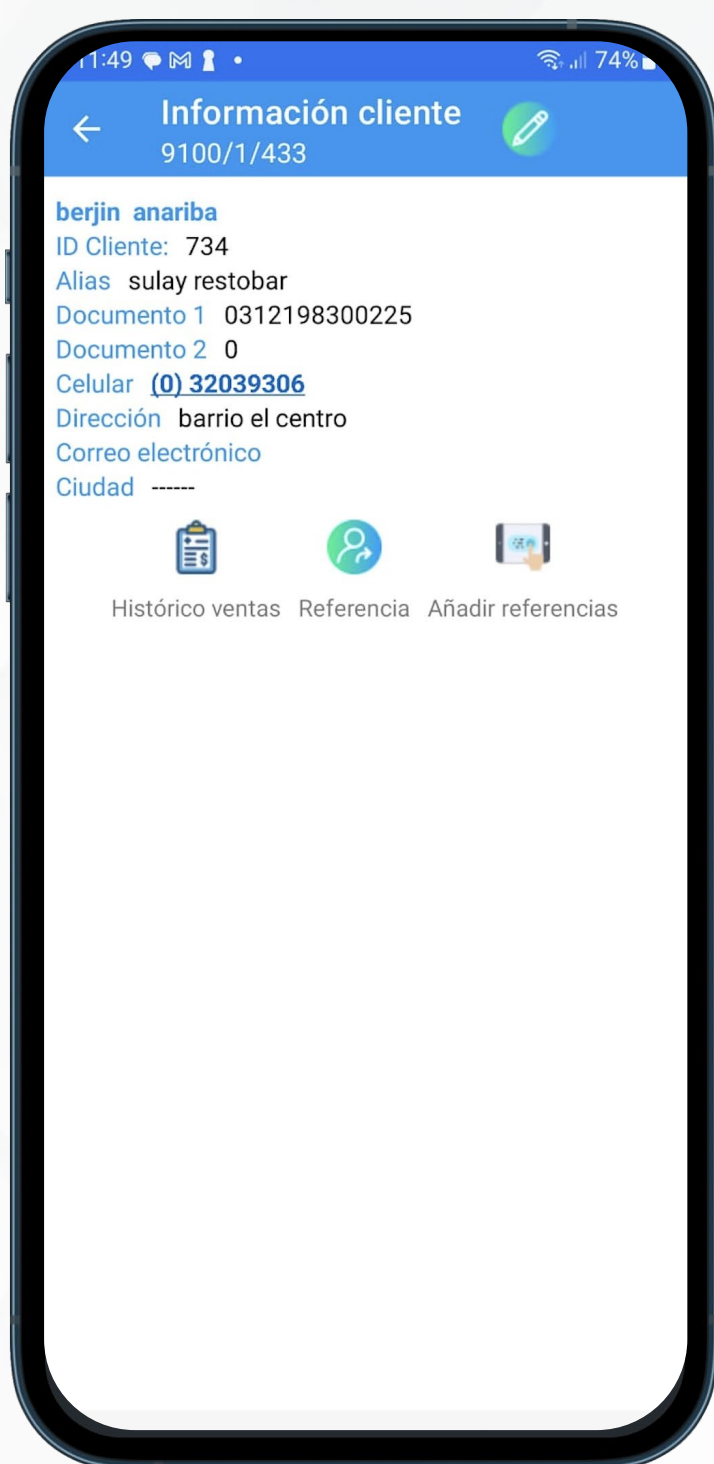 11:49 74%
Información cliente
9100/1/433
berjin anariba
ID Cliente: 734
Alias sulay restobar
Documento 1 0312198300225
Documento 2 0
Celular (0) 32039306
Dirección barrio el centro
Correo electrónico
Ciudad ------
Histórico ventas Referencia Añadir referencias